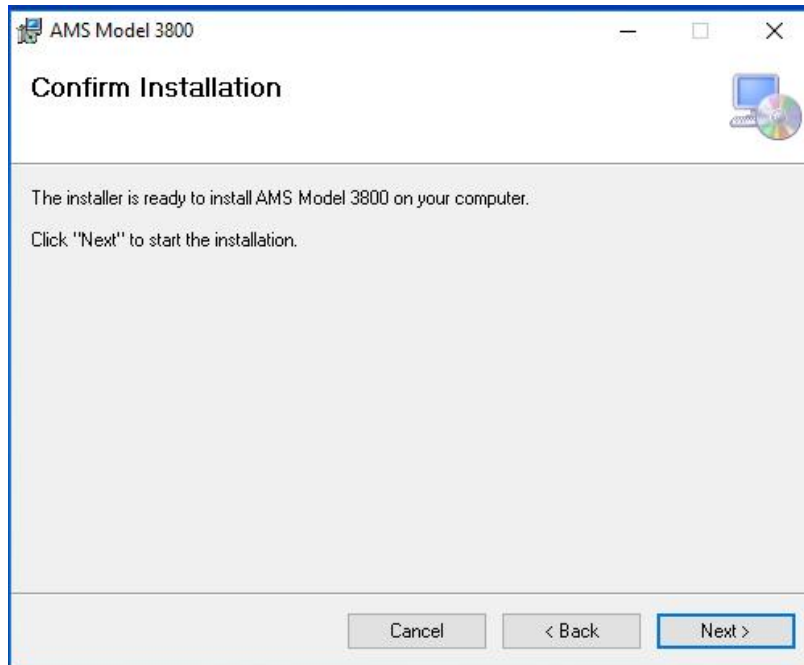 AMS Model 3800
Confirm Installation
The installer is ready to install AMS Model 3800 on your computer.
Click "Next" to start the installation.
Cancel
< Back
Next >